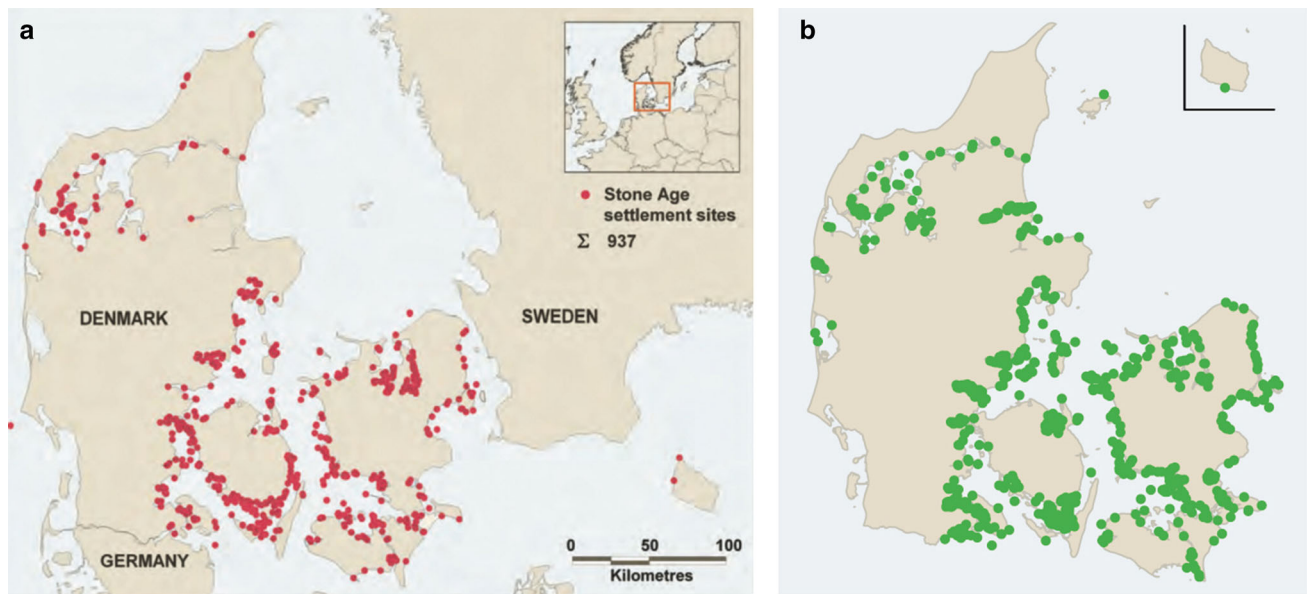 a
b
Stone Age
settlement sites
Σ 937
DENMARK
SWEDEN
GERMANY
0 50 100
Kilometres